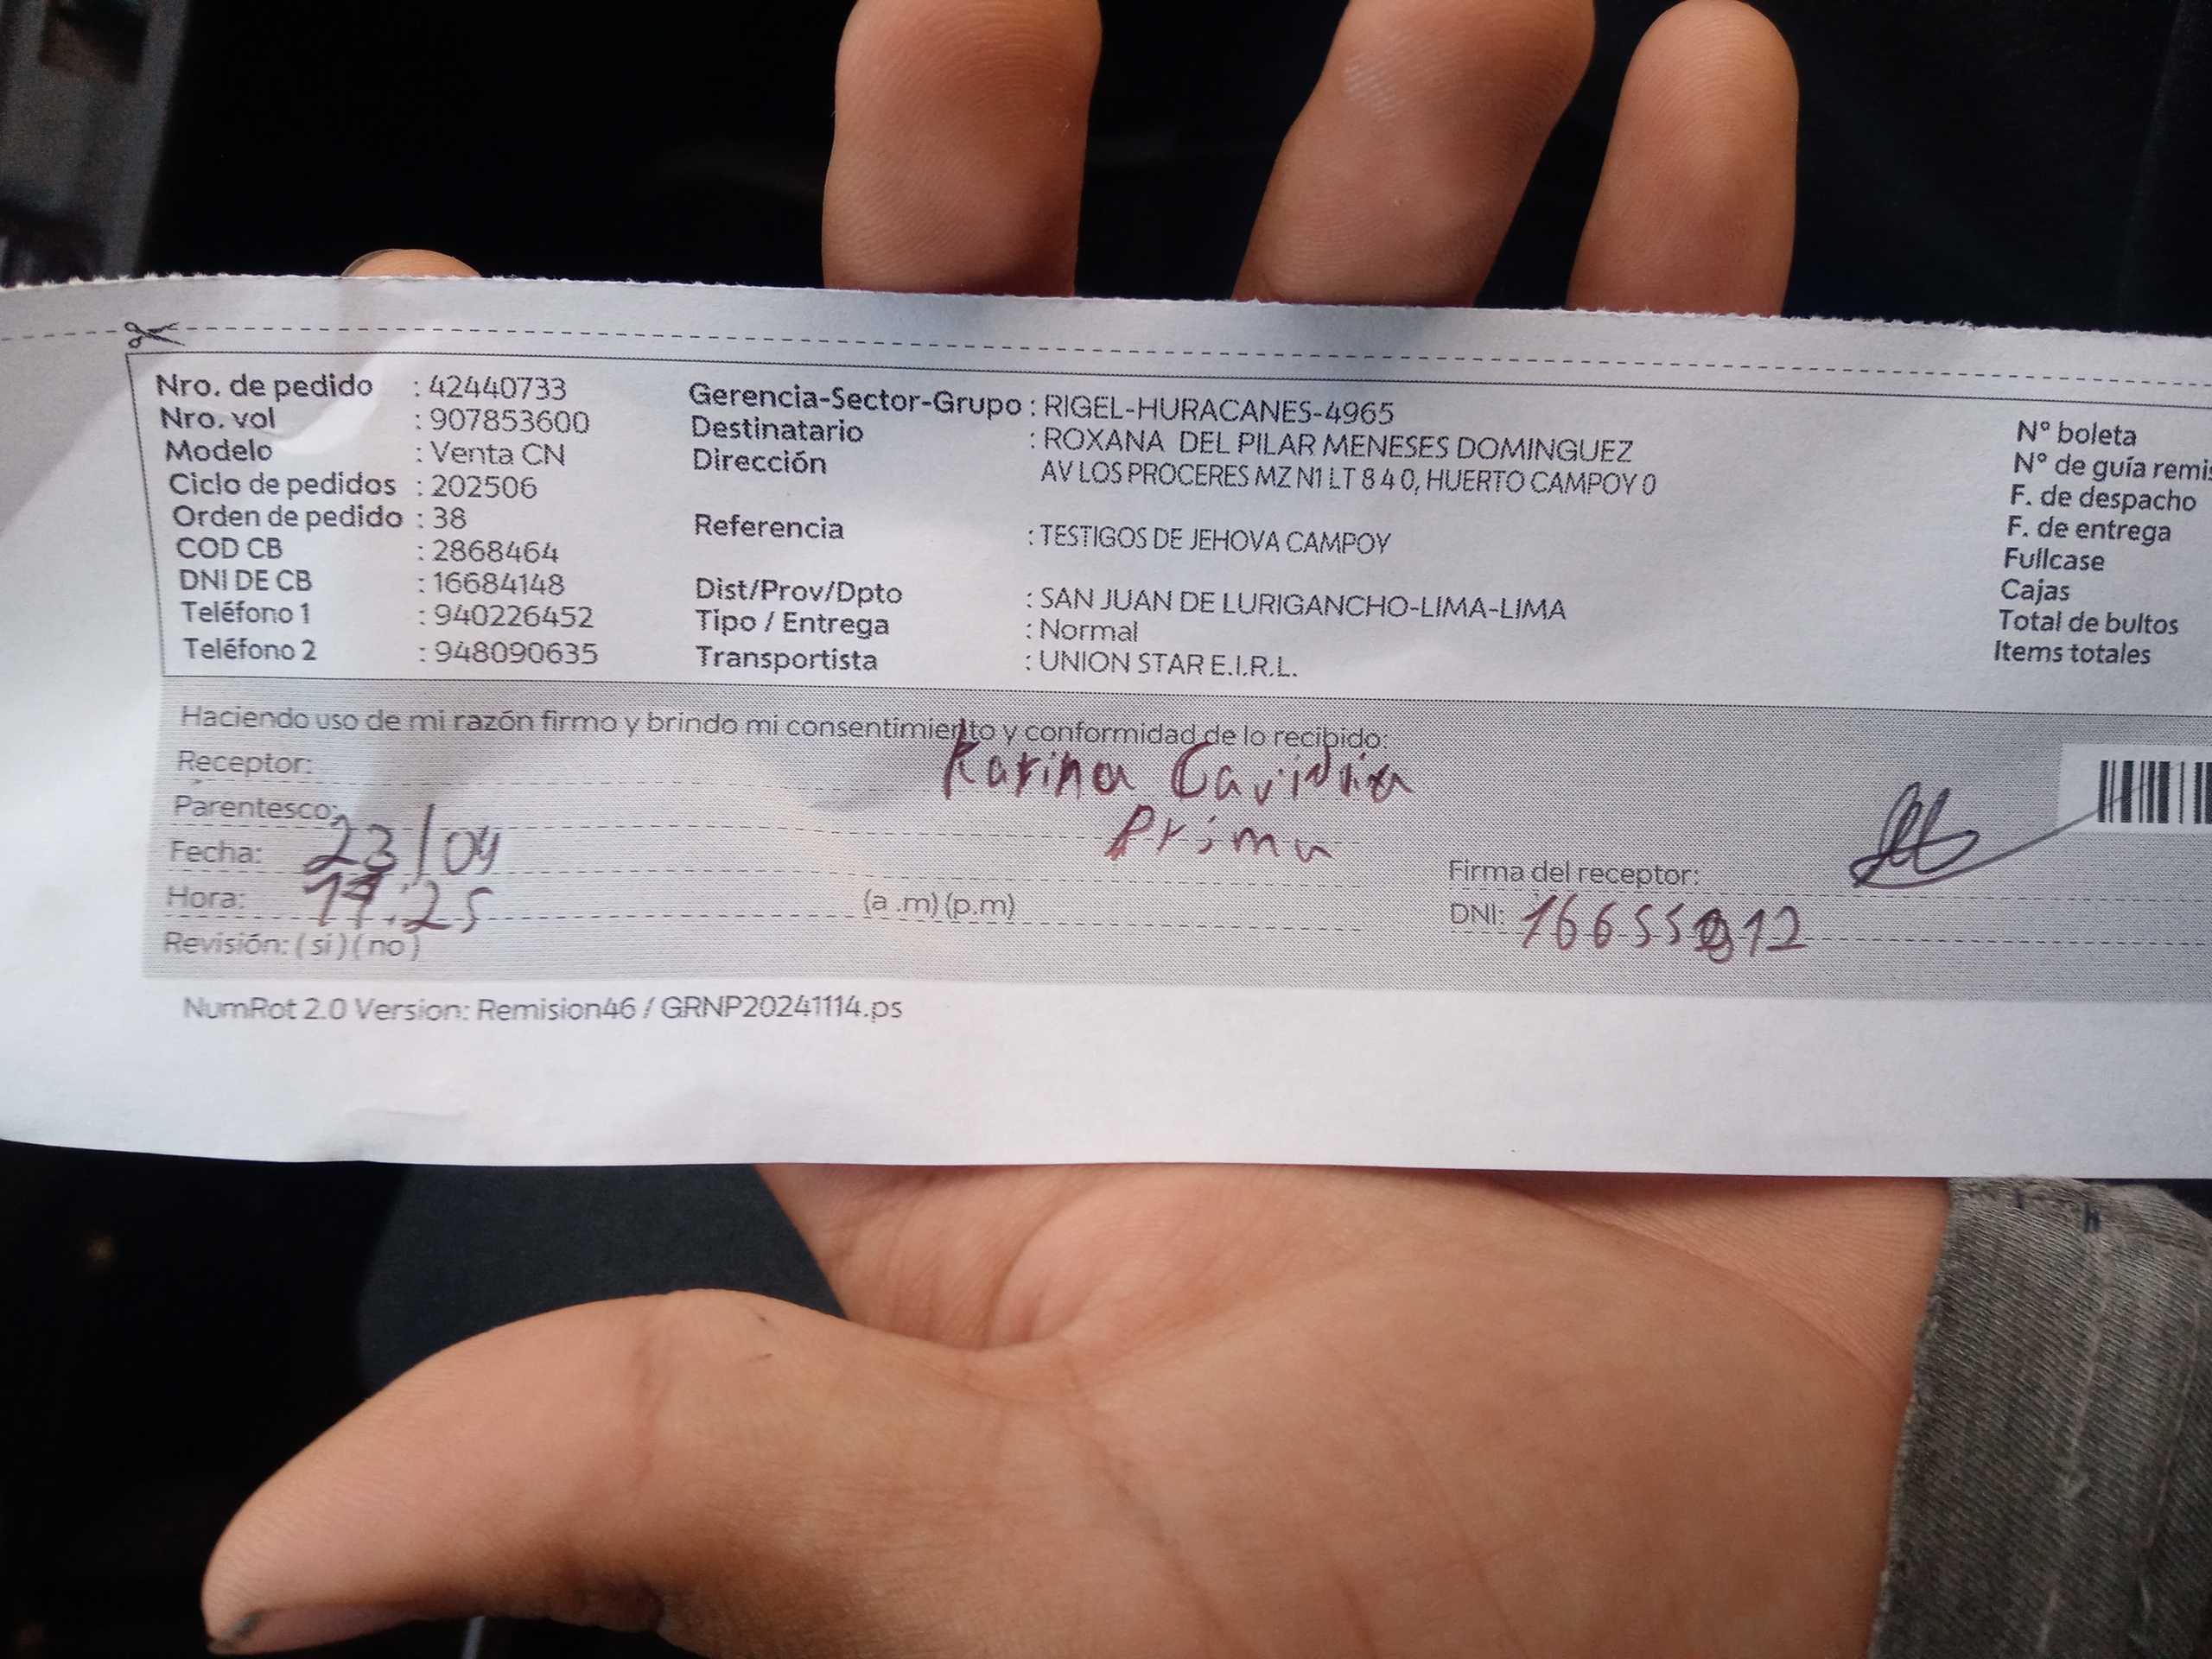 Nro. de pedido : 42440733
Nro. vol : 907853600
Modelo : Venta CN
Ciclo de pedidos : 202506
Orden de pedido : 38
COD CB : 2868464
DNI DE CB : 16684148
Teléfono 1 : 940226452
Teléfono 2 : 948090635
Gerencia-Sector-Grupo : RIGEL-HURACANES-4965
Destinatario : ROXANA DEL PILAR MENESES DOMINGUEZ
Dirección AV LOS PROCERES MZ N1 LT 8 4 0, HUERTO CAMPOY 0
Referencia : TESTIGOS DE JEHOVA CAMPOY
Dist/Prov/Dpto : SAN JUAN DE LURIGANCHO-LIMA-LIMA
Tipo / Entrega : Normal
Transportista : UNION STAR E.I.R.L.
N° boleta
N° de guía remis
F. de despacho
F. de entrega
Fullcase
Cajas
Total de bultos
Items totales
Haciendo uso de mi razón firmo y brindo mi consentimiento y conformidad de lo recibido:
Receptor: Karina
Parentesco: Prima
Fecha: 23/04
Hora: (a .m) (p.m)
Revisión: ( si ) ( no )
Firma del receptor:
DNI:
NumRot 2.0 Version: Remision46 / GRNP20241114.ps